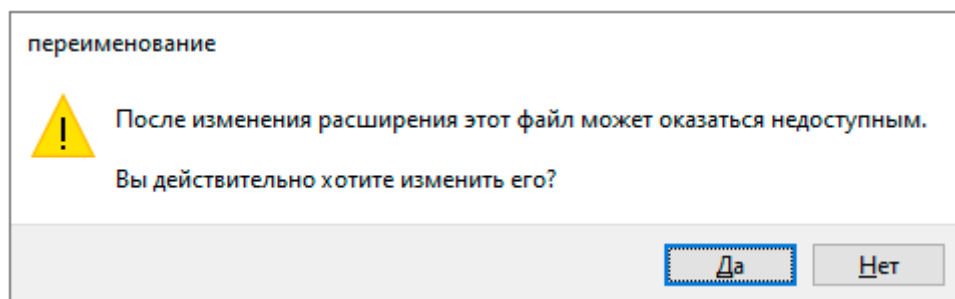 переименование
После изменения расширения этот файл может оказаться недоступным.
Вы действительно хотите изменить его?
Да
Нет